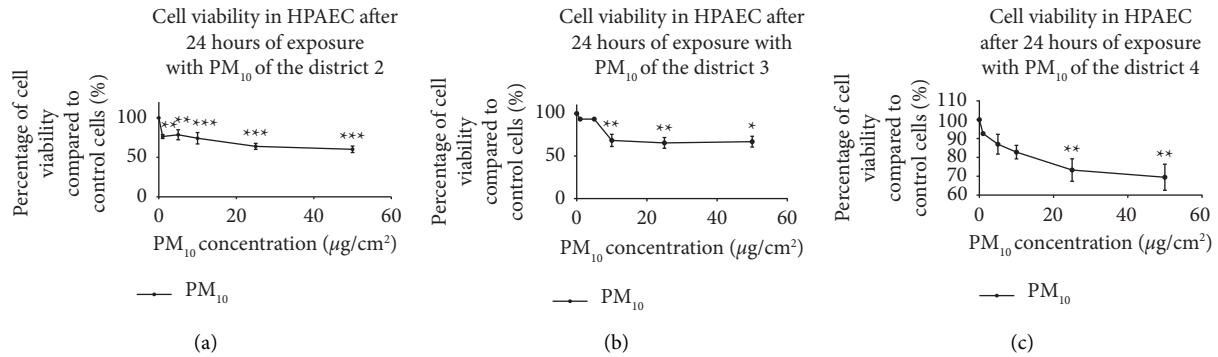 Cell viability in HPAEC after
24 hours of exposure
with PM₁₀ of the district 2
Percentage of cell
viability
compared to
control cells (%)
100
50
0
** ** *** *** ***
0 20 40 60
PM₁₀ concentration (µg/cm²)
PM₁₀
(a)
Cell viability in HPAEC after
24 hours of exposure with
PM₁₀ of the district 3
Percentage of cell
viability
compared to
control cells (%)
100
50
0
** ** *
0 20 40 60
PM₁₀ concentration (µg/cm²)
PM₁₀
(b)
Cell viability in HPAEC
after 24 hours of exposure
with PM₁₀ of the district 4
Percentage of cell
viability
compared to
control cells (%)
110
100
90
80
70
60
** **
0 20 40 60
PM₁₀ concentration (µg/cm²)
PM₁₀
(c)